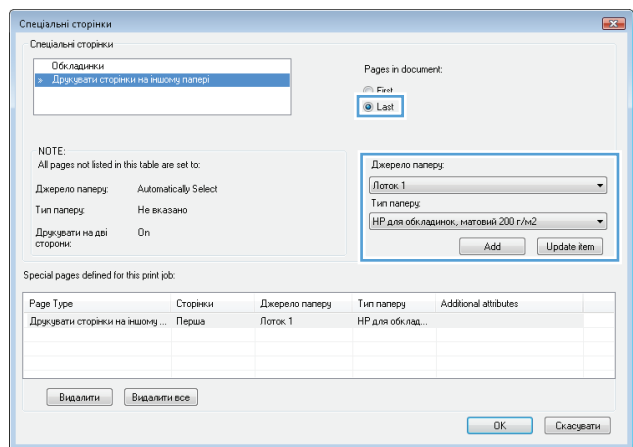 Спеціальні сторінки
Спеціальні сторінки
Обкладинки
» Друкувати сторінки на іншому папері
Pages in document:
First
Last
NOTE:
All pages not listed in this table are set to:
Джерело паперу: Automatically Select
Тип паперу: Не вказано
Друкувати на дві сторони: On
Джерело паперу:
Лоток 1
Тип паперу:
HP для обкладинок, матовий 200 г/м2
Add Update item
Special pages defined for this print job:
Page Type Сторінки Джерело паперу Тип паперу Additional attributes
Друкувати сторінки на іншому ... Перша Лоток 1 HP для обклад...
Видалити Видалити все
OK Скасувати